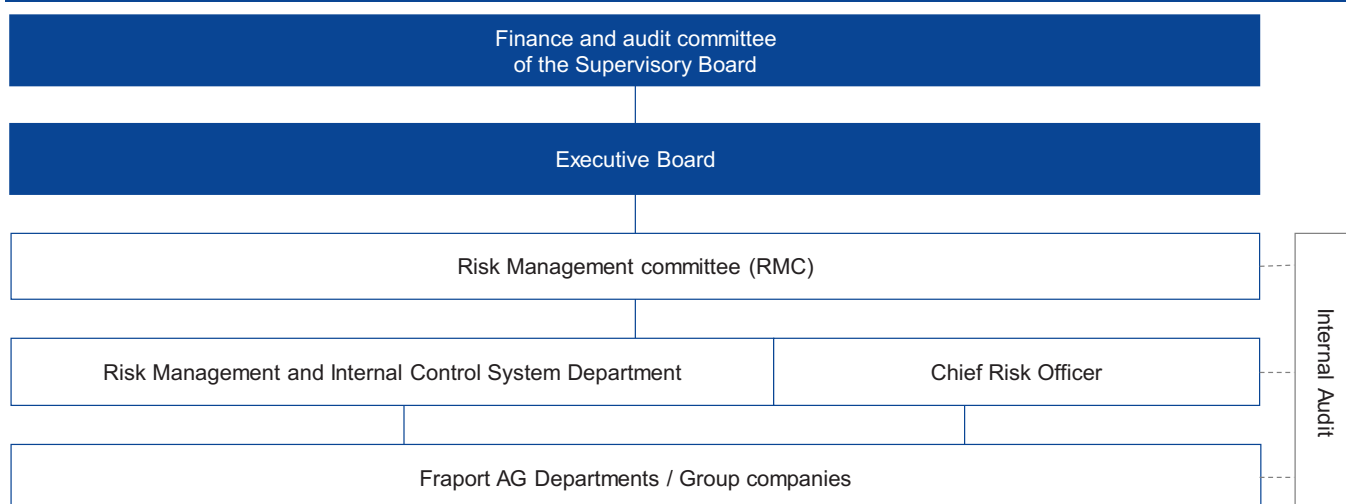 Finance and audit committee
of the Supervisory Board
Executive Board
Risk Management committee (RMC)
Risk Management and Internal Control System Department
Chief Risk Officer
Internal Audit
Fraport AG Departments / Group companies